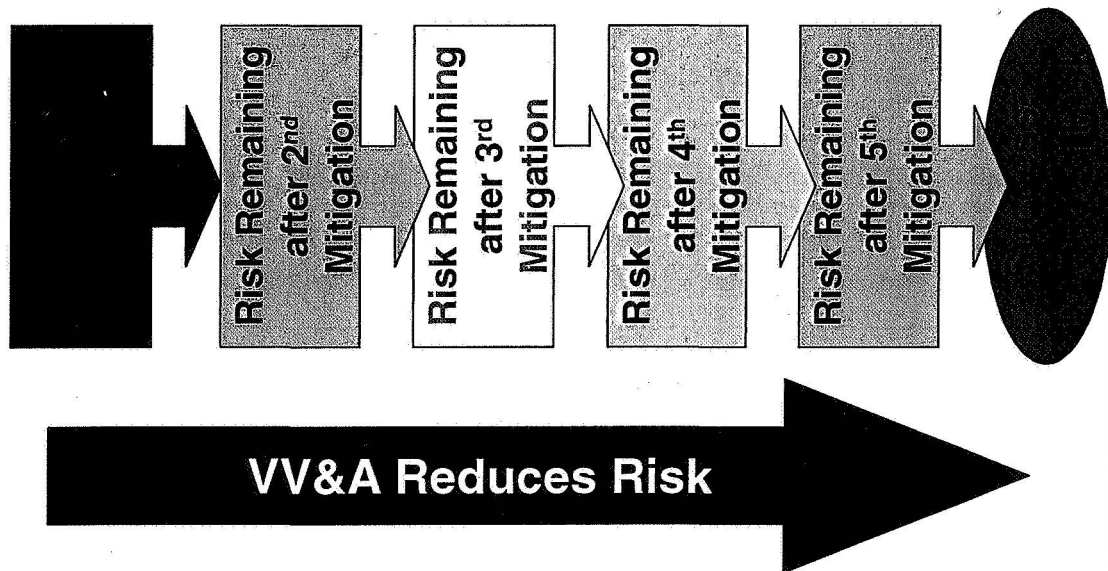 Risk Remaining
after 2nd
Mitigation
Risk Remaining
after 3rd
Mitigation
Risk Remaining
after 4th
Mitigation
Risk Remaining
after 5th
Mitigation
VV&A Reduces Risk